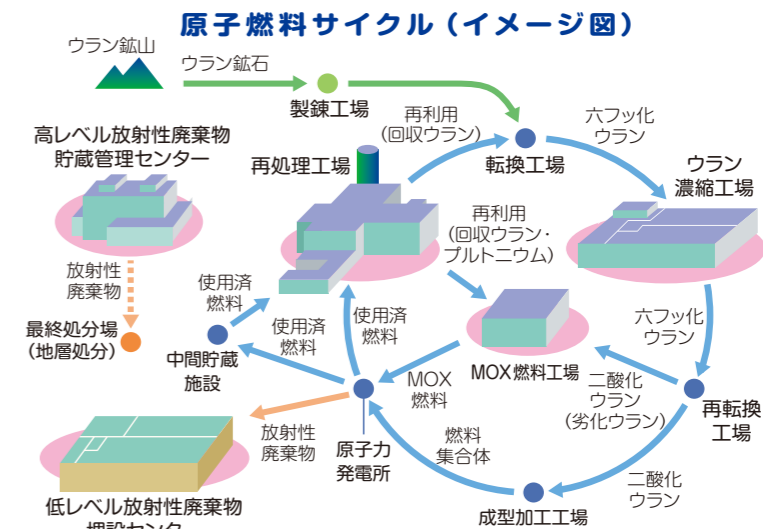 原子燃料サイクル（イメージ図）
ウラン鉱山
ウラン鉱石
製錬工場
再利用
（回収ウラン）
転換工場
六フッ化
ウラン
高レベル放射性廃棄物
貯蔵管理センター
再処理工場
ウラン
濃縮工場
再利用
（回収ウラン・
プルトニウム）
放射性
廃棄物
使用済
燃料
最終処分場
（地層処分）
中間貯蔵
施設
使用済
燃料
使用済
燃料
六フッ化
ウラン
MOX燃料工場
MOX
燃料
二酸化
ウラン
（劣化ウラン）
再転換
工場
放射性
廃棄物
原子力
発電所
燃料
集合体
二酸化
ウラン
成型加工工場
低レベル放射性廃棄物
埋設センター